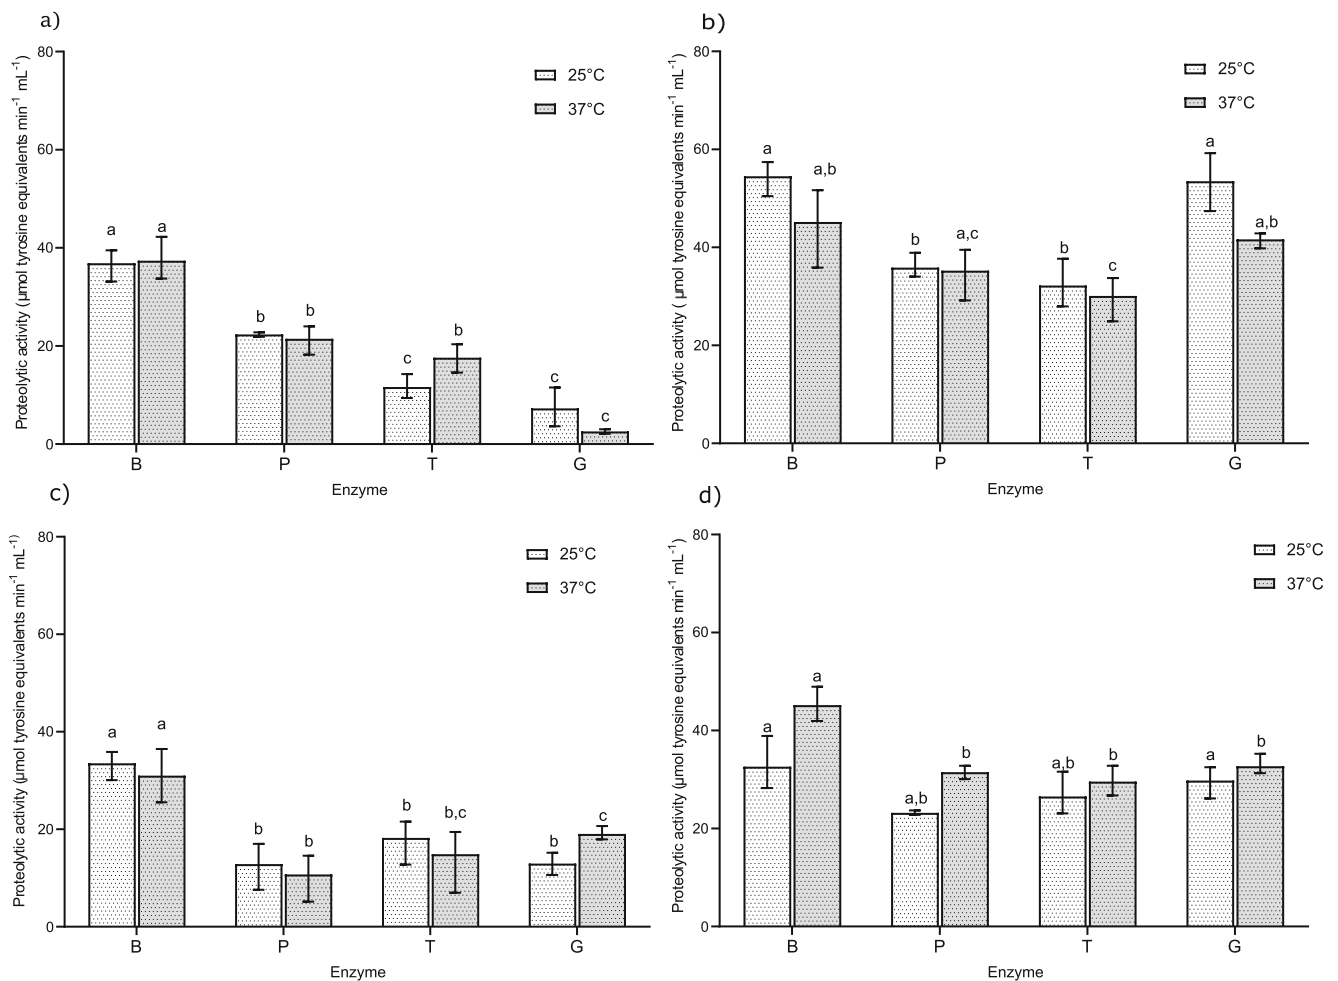 a)
80
60
40
20
0
Proteolytic activity (µmol tyrosine equivalents min-1 mL-1)
25°C
37°C
a a
b b
c b
c c
B P T G
Enzyme
b)
80
60
40
20
0
Proteolytic activity ( µmol tyrosine equivalents min-1 mL-1)
25°C
37°C
a a,b
b a,c
b c
a a,b
B P T G
Enzyme
c)
80
60
40
20
0
Proteolytic activity (µmol tyrosine equivalents min-1 mL-1)
25°C
37°C
a a
b b
b b,c
b c
B P T G
Enzyme
d)
80
60
40
20
0
Proteolytic activity (µmol tyrosine equivalents min-1 mL-1)
25°C
37°C
a a
a,b b
a,b b
a b
B P T G
Enzyme